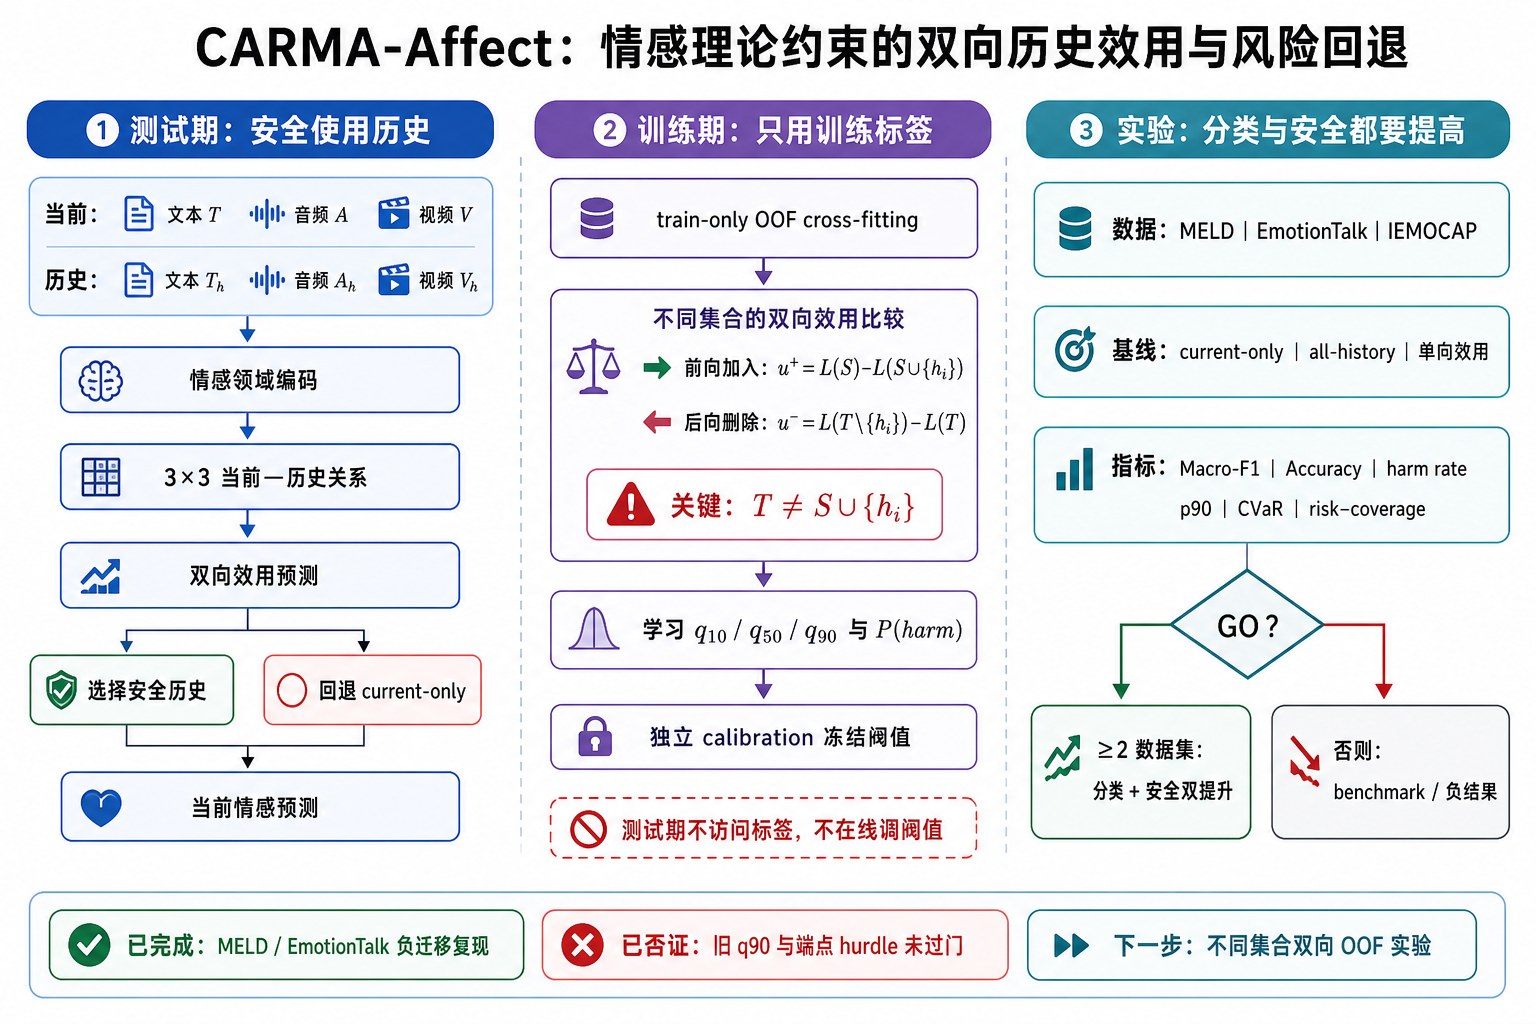 CARMA-Affect：情感理论约束的双向历史效用与风险回退
1 测试期：安全使用历史
当前： 文本 T 音频 A 视频 V
历史： 文本 Tₕ 音频 Aₕ 视频 Vₕ
情感领域编码
3×3 当前—历史关系
双向效用预测
选择安全历史
回退 current-only
当前情感预测
2 训练期：只用训练标签
train-only OOF cross-fitting
不同集合的双向效用比较
前向加入：u⁺=L(S)−L(S∪{hᵢ})
后向删除：u⁻=L(T\{hᵢ})−L(T)
关键：T ≠ S∪{hᵢ}
学习 q₁₀ / q₅₀ / q₉₀ 与 P(harm)
独立 calibration 冻结阀值
测试期不访问标签，不在线调阀值
3 实验：分类与安全都要提高
数据：MELD | EmotionTalk | IEMOCAP
基线：current-only | all-history | 单向效用
指标：Macro-F1 | Accuracy | harm rate
p90 | CVaR | risk–coverage
GO？
≥2 数据集：
分类 + 安全双提升
否则：
benchmark / 负结果
已完成：MELD / EmotionTalk 负迁移复现
已否证：旧 q90 与端点 hurdle 未过门
下一步：不同集合双向 OOF 实验